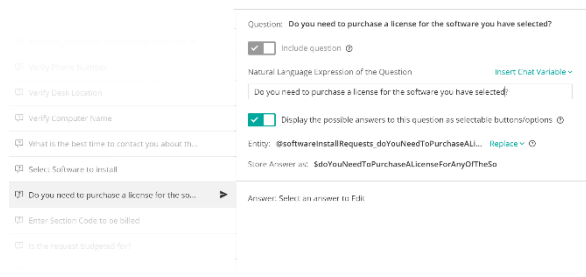 Verify Phone Number
Verify Desk Location
Verify Computer Name
What is the best time to contact you about th...
Select Software to install
Do you need to purchase a license for the so...
Enter Section Code to be billed
Is the request budgeted for?
Question: Do you need to purchase a license for the software you have selected?
Include question
Natural Language Expression of the Question Insert Chat Variable
Do you need to purchase a license for the software you have selected?
Display the possible answers to this question as selectable buttons/options
Entity: @softwareInstallRequests_doYouNeedToPurchaseALi... Replace
Store Answer as: $doYouNeedToPurchaseALicenseForAnyOfTheSo
Answer: Select an answer to Edit